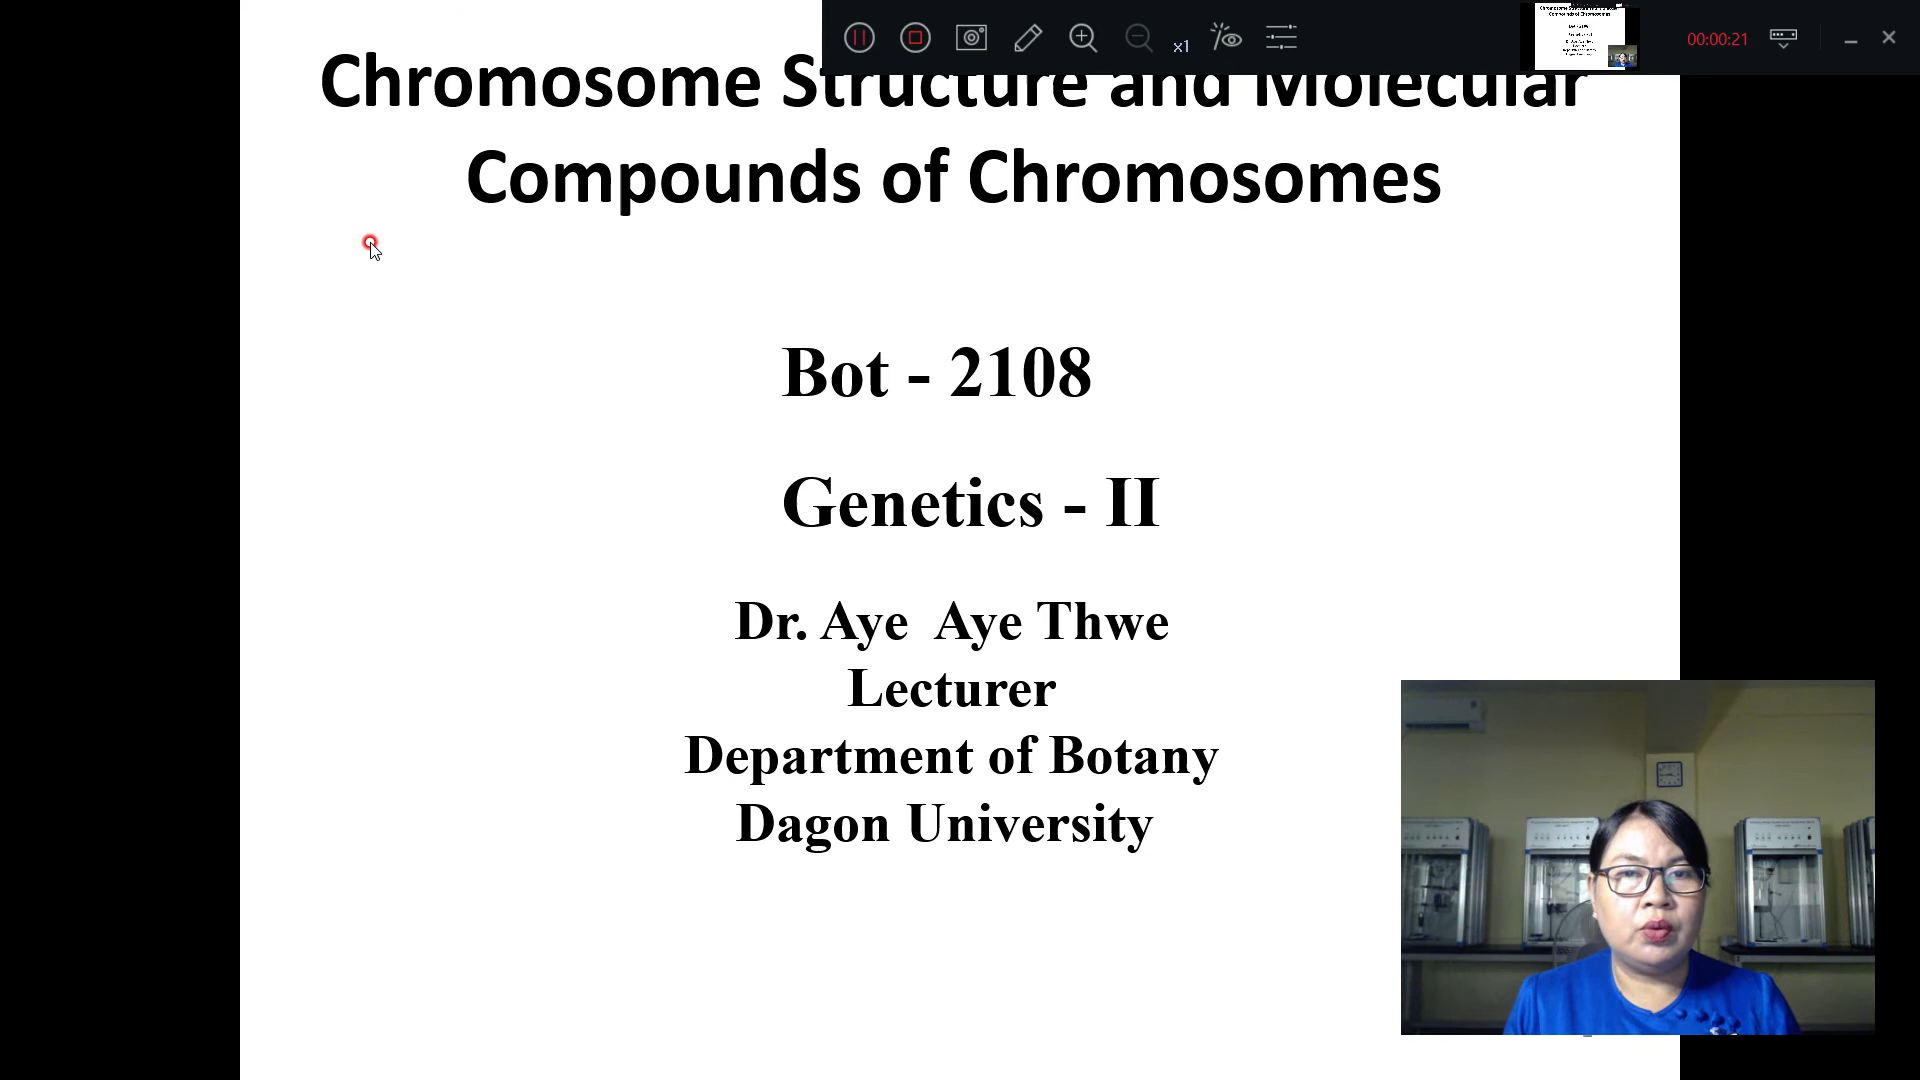 x1
00:00:21
Chromosome Structure and Molecular
Compounds of Chromosomes
Bot - 2108
Genetics - II
Dr. Aye  Aye Thwe
Lecturer
Department of Botany
Dagon University